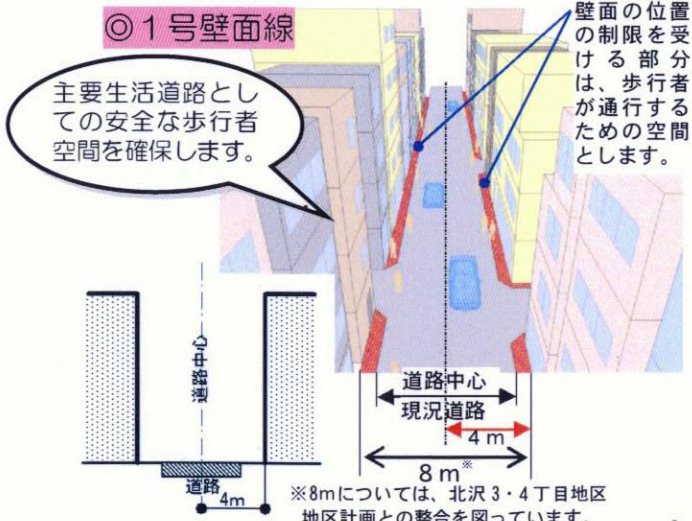 ◎１号壁面線
主要生活道路とし
ての安全な歩行者
空間を確保します。
壁面の位置
の制限を受
ける部分
は、歩行者
が通行する
ための空間
とします。
道路中心
道路
4m
道路中心
現況道路
4m
8m※
※8mについては、北沢３・４丁目地区
地区計画との整合を図っています。